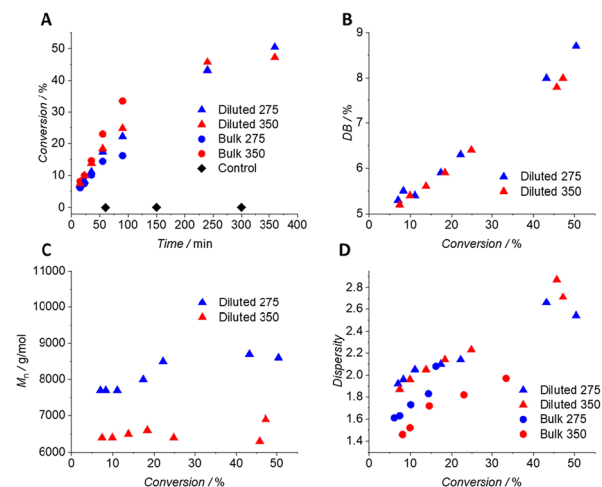 A
50
40
30
20
10
0
Conversion / %
Diluted 275
Diluted 350
Bulk 275
Bulk 350
Control
0 50 100 150 200 250 300 350 400
Time / min
B
9
8
7
6
5
DB / %
Diluted 275
Diluted 350
0 10 20 30 40 50
Conversion / %
C
11000
10000
9000
8000
7000
6000
Mn / g/mol
Diluted 275
Diluted 350
0 10 20 30 40 50
Conversion / %
D
2.8
2.6
2.4
2.2
2.0
1.8
1.6
1.4
Dispersity
Diluted 275
Diluted 350
Bulk 275
Bulk 350
0 10 20 30 40 50
Conversion / %